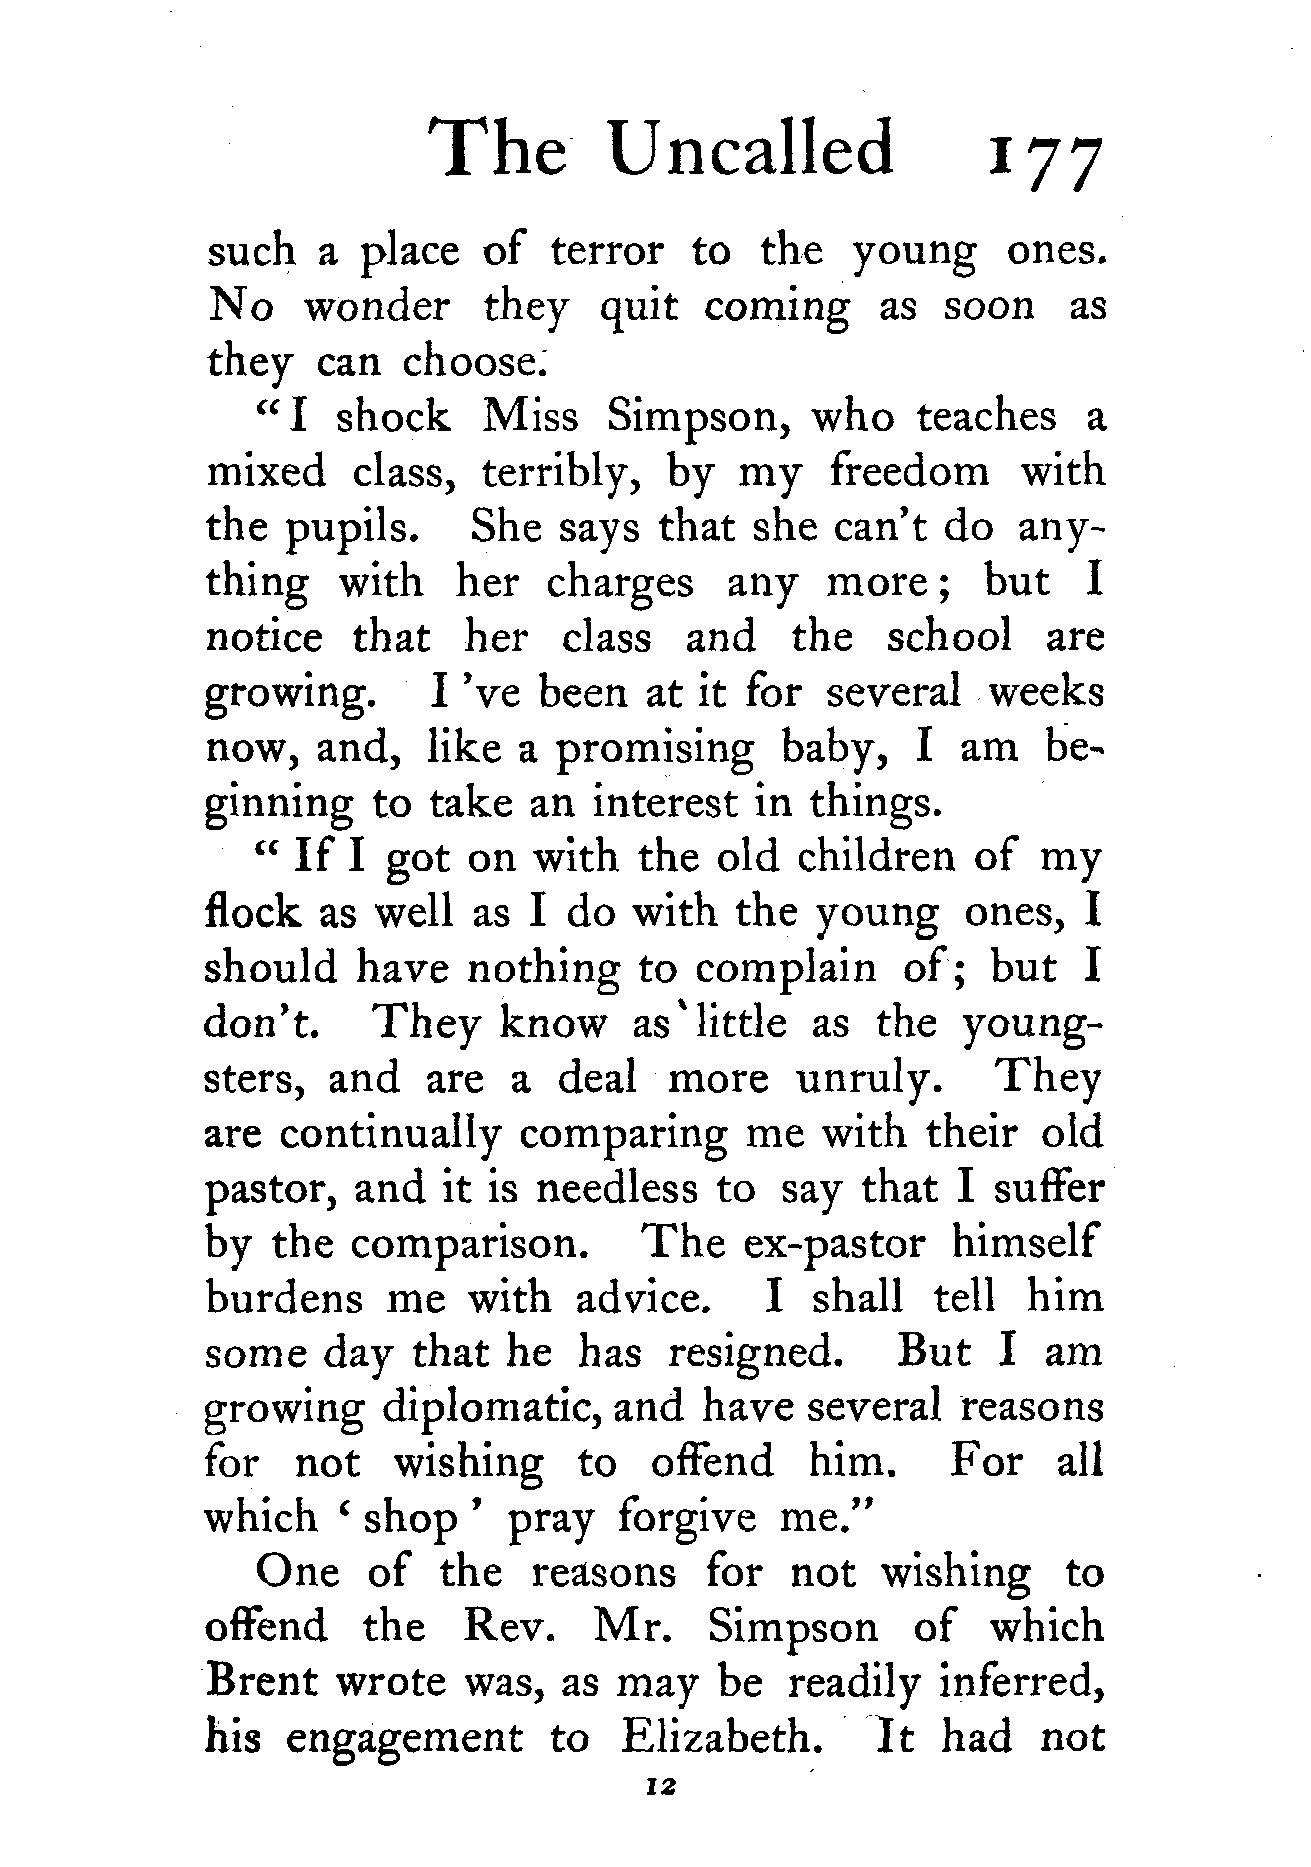 The Uncalled 177
such a place of terror to the young ones.
No wonder they quit coming as soon as
they can choose.
“I shock Miss Simpson, who teaches a
mixed class, terribly, by my freedom with
the pupils. She says that she can't do any-
thing with her charges any more; but I
notice that her class and the school are
growing. I 've been at it for several weeks
now, and, like a promising baby, I am be-
ginning to take an interest in things.
“If I got on with the old children of my
flock as well as I do with the young ones, I
should have nothing to complain of; but I
don't. They know as little as the young-
sters, and are a deal more unruly. They
are continually comparing me with their old
pastor, and it is needless to say that I suffer
by the comparison. The ex-pastor himself
burdens me with advice. I shall tell him
some day that he has resigned. But I am
growing diplomatic, and have several reasons
for not wishing to offend him. For all
which ‘shop’ pray forgive me.”
One of the reasons for not wishing to
offend the Rev. Mr. Simpson of which
Brent wrote was, as may be readily inferred,
his engagement to Elizabeth. It had not
12